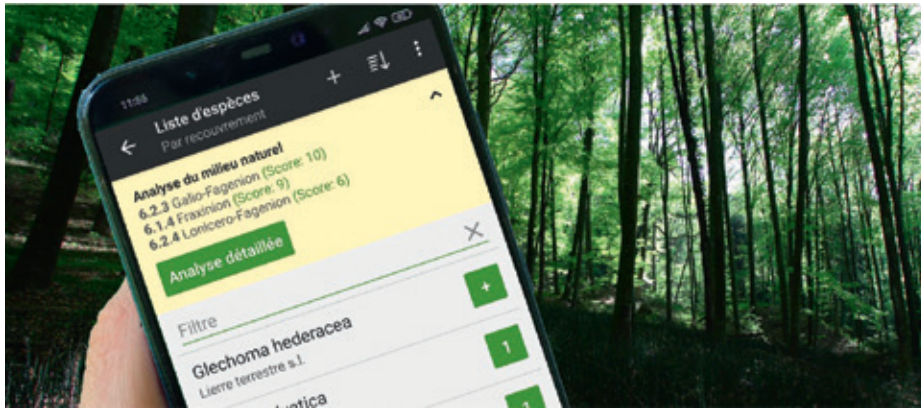 11:55
Liste d'espèces
Par recouvrement
Analyse du milieu naturel
6.2.3 Galio-Fagenion (Score: 10)
6.1.4 Fraxinion (Score: 9)
6.2.4 Lonicero-Fagenion (Score: 6)
Analyse détaillée
Filtre
Glechoma hederacea
+
Lierre terrestre s.l.
1